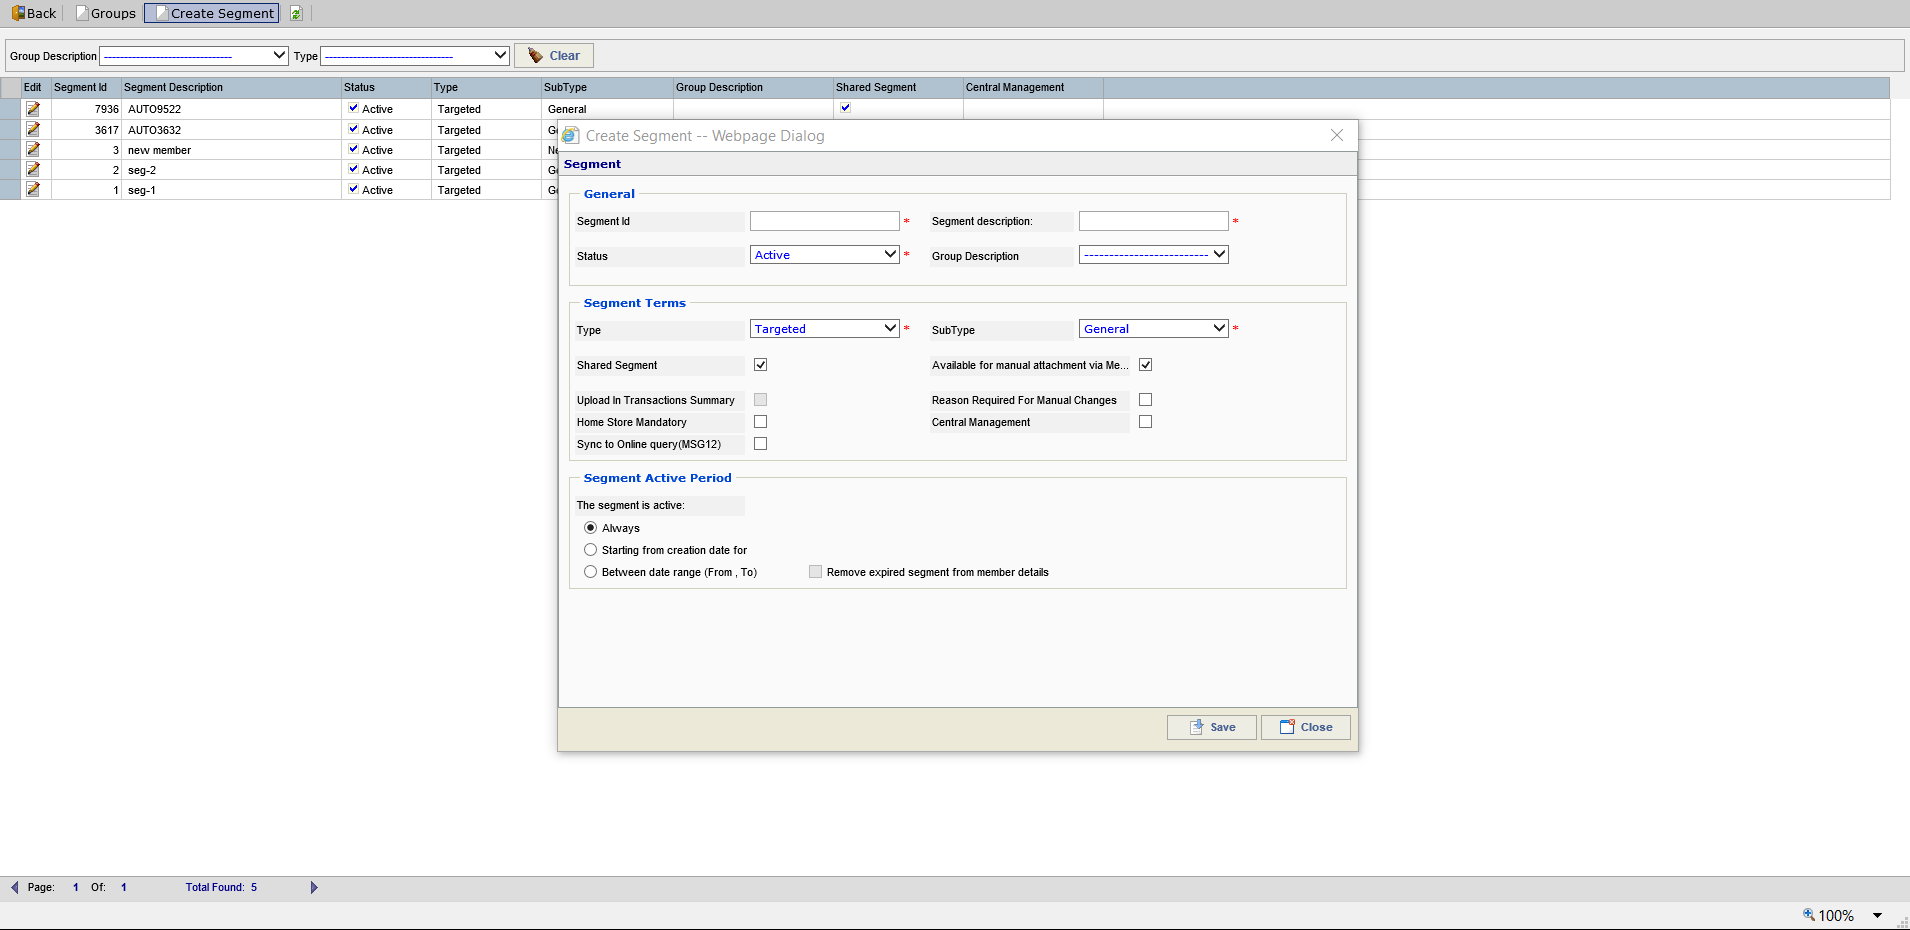 Back Groups Create Segment
Group Description -------------------------------- Type -------------------------------- Clear
Edit Segment Id Segment Description Status Type SubType Group Description Shared Segment Central Management
7936 AUTO9522 Active Targeted General
3617 AUTO3632 Active Targeted
3 new member Active Targeted
2 seg-2 Active Targeted
1 seg-1 Active Targeted
Create Segment -- Webpage Dialog
Segment
General
Segment Id * Segment description: *
Status Active * Group Description -------------------------
Segment Terms
Type Targeted * SubType General *
Shared Segment Available for manual attachment via Me...
Upload In Transactions Summary Reason Required For Manual Changes
Home Store Mandatory Central Management
Sync to Online query(MSG12)
Segment Active Period
The segment is active:
Always
Starting from creation date for
Between date range (From , To) Remove expired segment from member details
Save Close
Page: 1 Of: 1 Total Found: 5
100%